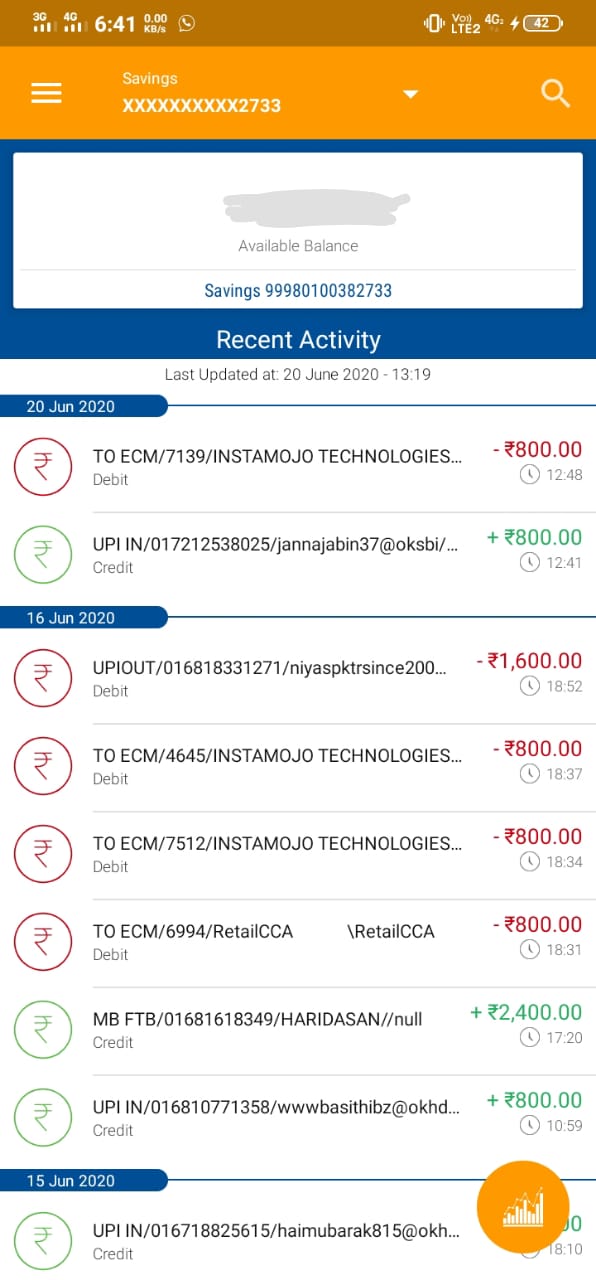 3G 4G 6:41 0.00 KB/s Vo)) LTE2 4G 42
Savings
XXXXXXXXXX2733
Available Balance
Savings 99980100382733
Recent Activity
Last Updated at: 20 June 2020 - 13:19
20 Jun 2020
TO ECM/7139/INSTAMOJO TECHNOLOGIES... - ₹800.00
Debit 12:48
UPI IN/017212538025/jannajabin37@oksbi/... + ₹800.00
Credit 12:41
16 Jun 2020
UPIOUT/016818331271/niyaspktrsince200... - ₹1,600.00
Debit 18:52
TO ECM/4645/INSTAMOJO TECHNOLOGIES... - ₹800.00
Debit 18:37
TO ECM/7512/INSTAMOJO TECHNOLOGIES... - ₹800.00
Debit 18:34
TO ECM/6994/RetailCCA \RetailCCA - ₹800.00
Debit 18:31
MB FTB/01681618349/HARIDASAN//null + ₹2,400.00
Credit 17:20
UPI IN/016810771358/wwwbasithibz@okhd... + ₹800.00
Credit 10:59
15 Jun 2020
UPI IN/016718825615/haimubarak815@okh...
Credit 18:10